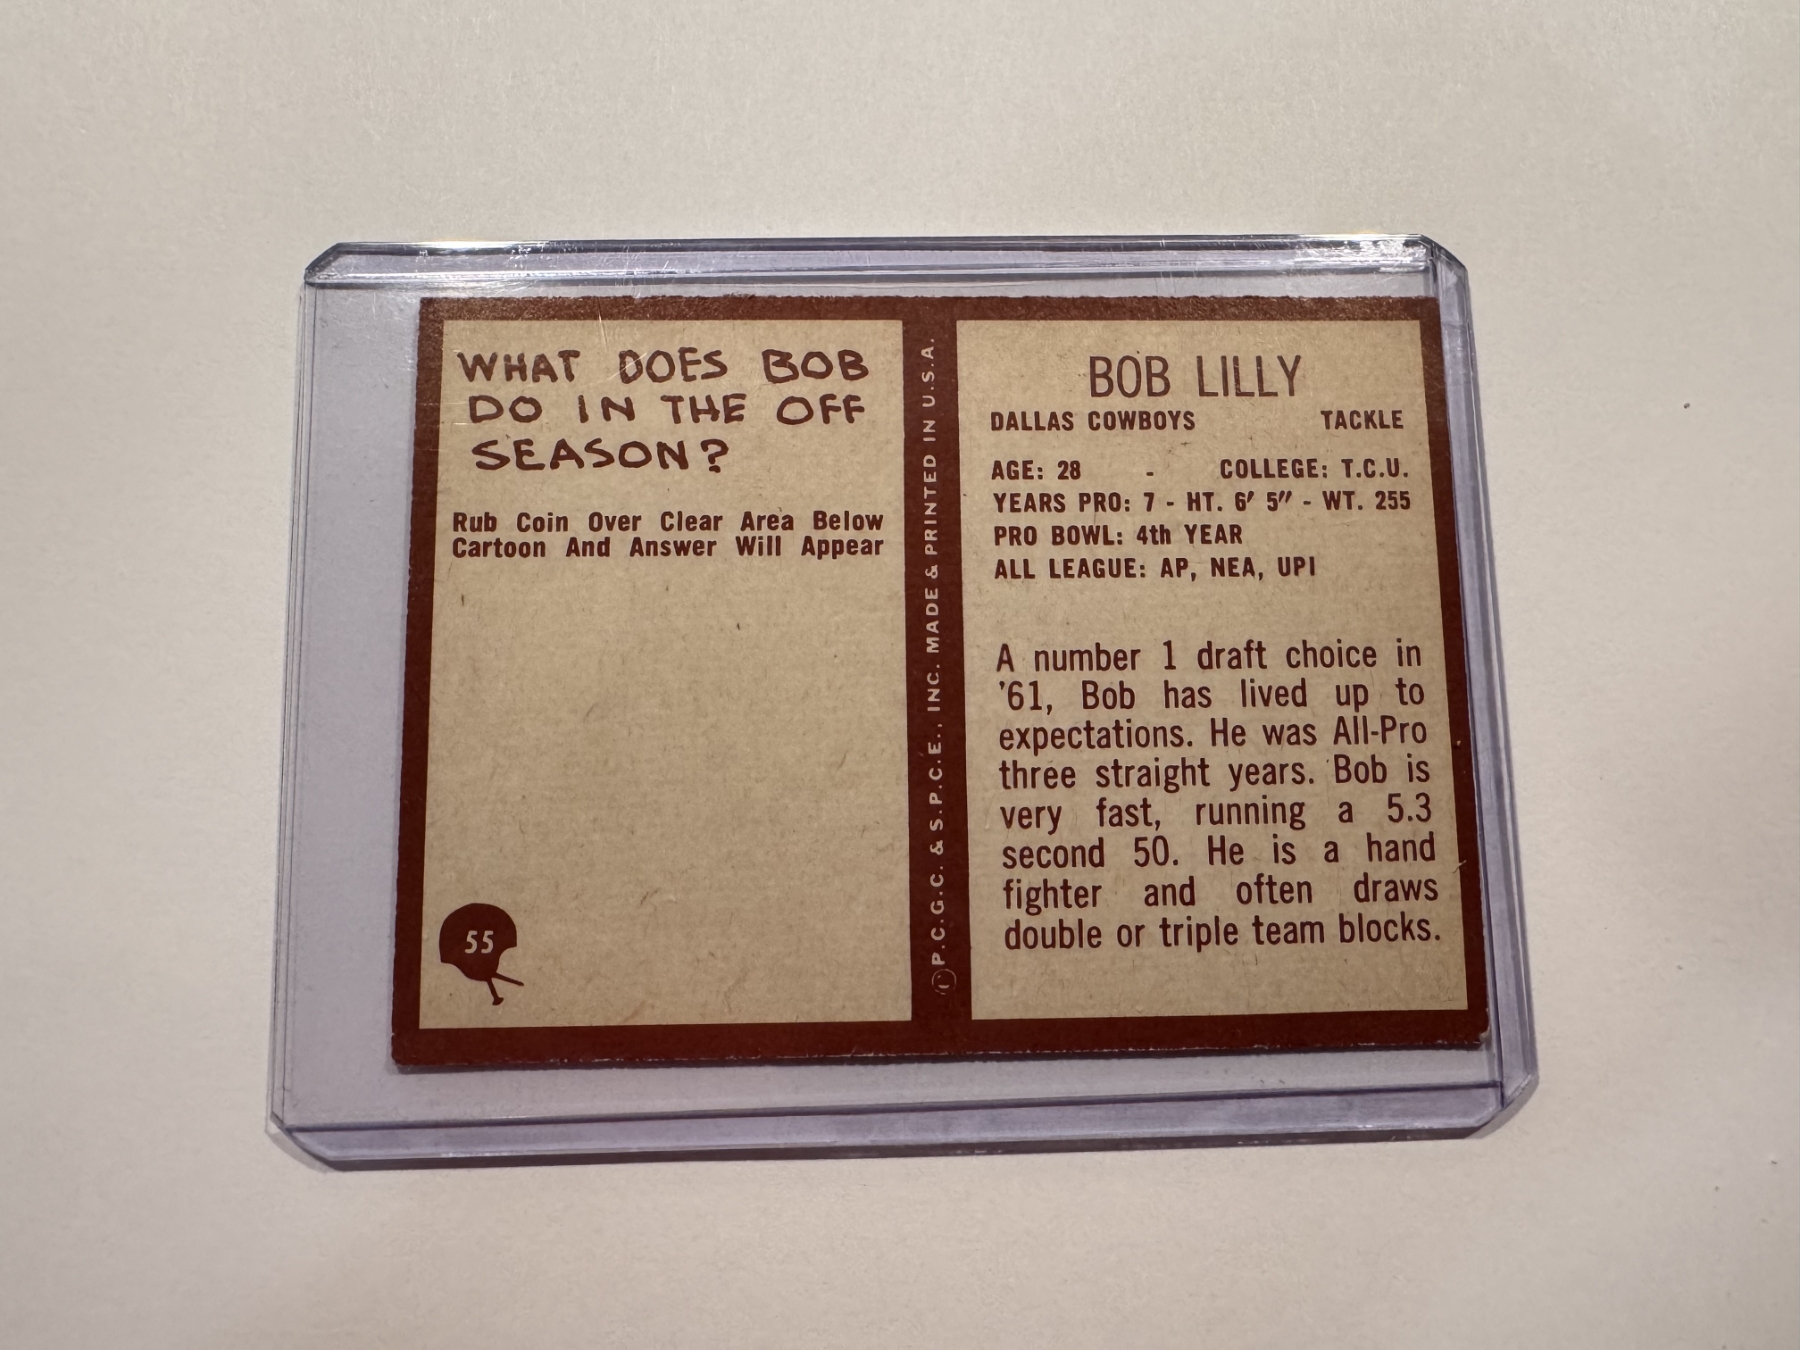 WHAT DOES BOB
DO IN THE OFF
SEASON?
Rub Coin Over Clear Area Below
Cartoon And Answer Will Appear
55
©P.C.G.C. & S.P.C.E., INC. MADE & PRINTED IN U.S.A.
BOB LILLY
DALLAS COWBOYS TACKLE
AGE: 28 - COLLEGE: T.C.U.
YEARS PRO: 7 - HT. 6' 5" - WT. 255
PRO BOWL: 4th YEAR
ALL LEAGUE: AP, NEA, UPI
A number 1 draft choice in
'61, Bob has lived up to
expectations. He was All-Pro
three straight years. Bob is
very fast, running a 5.3
second 50. He is a hand
fighter and often draws
double or triple team blocks.